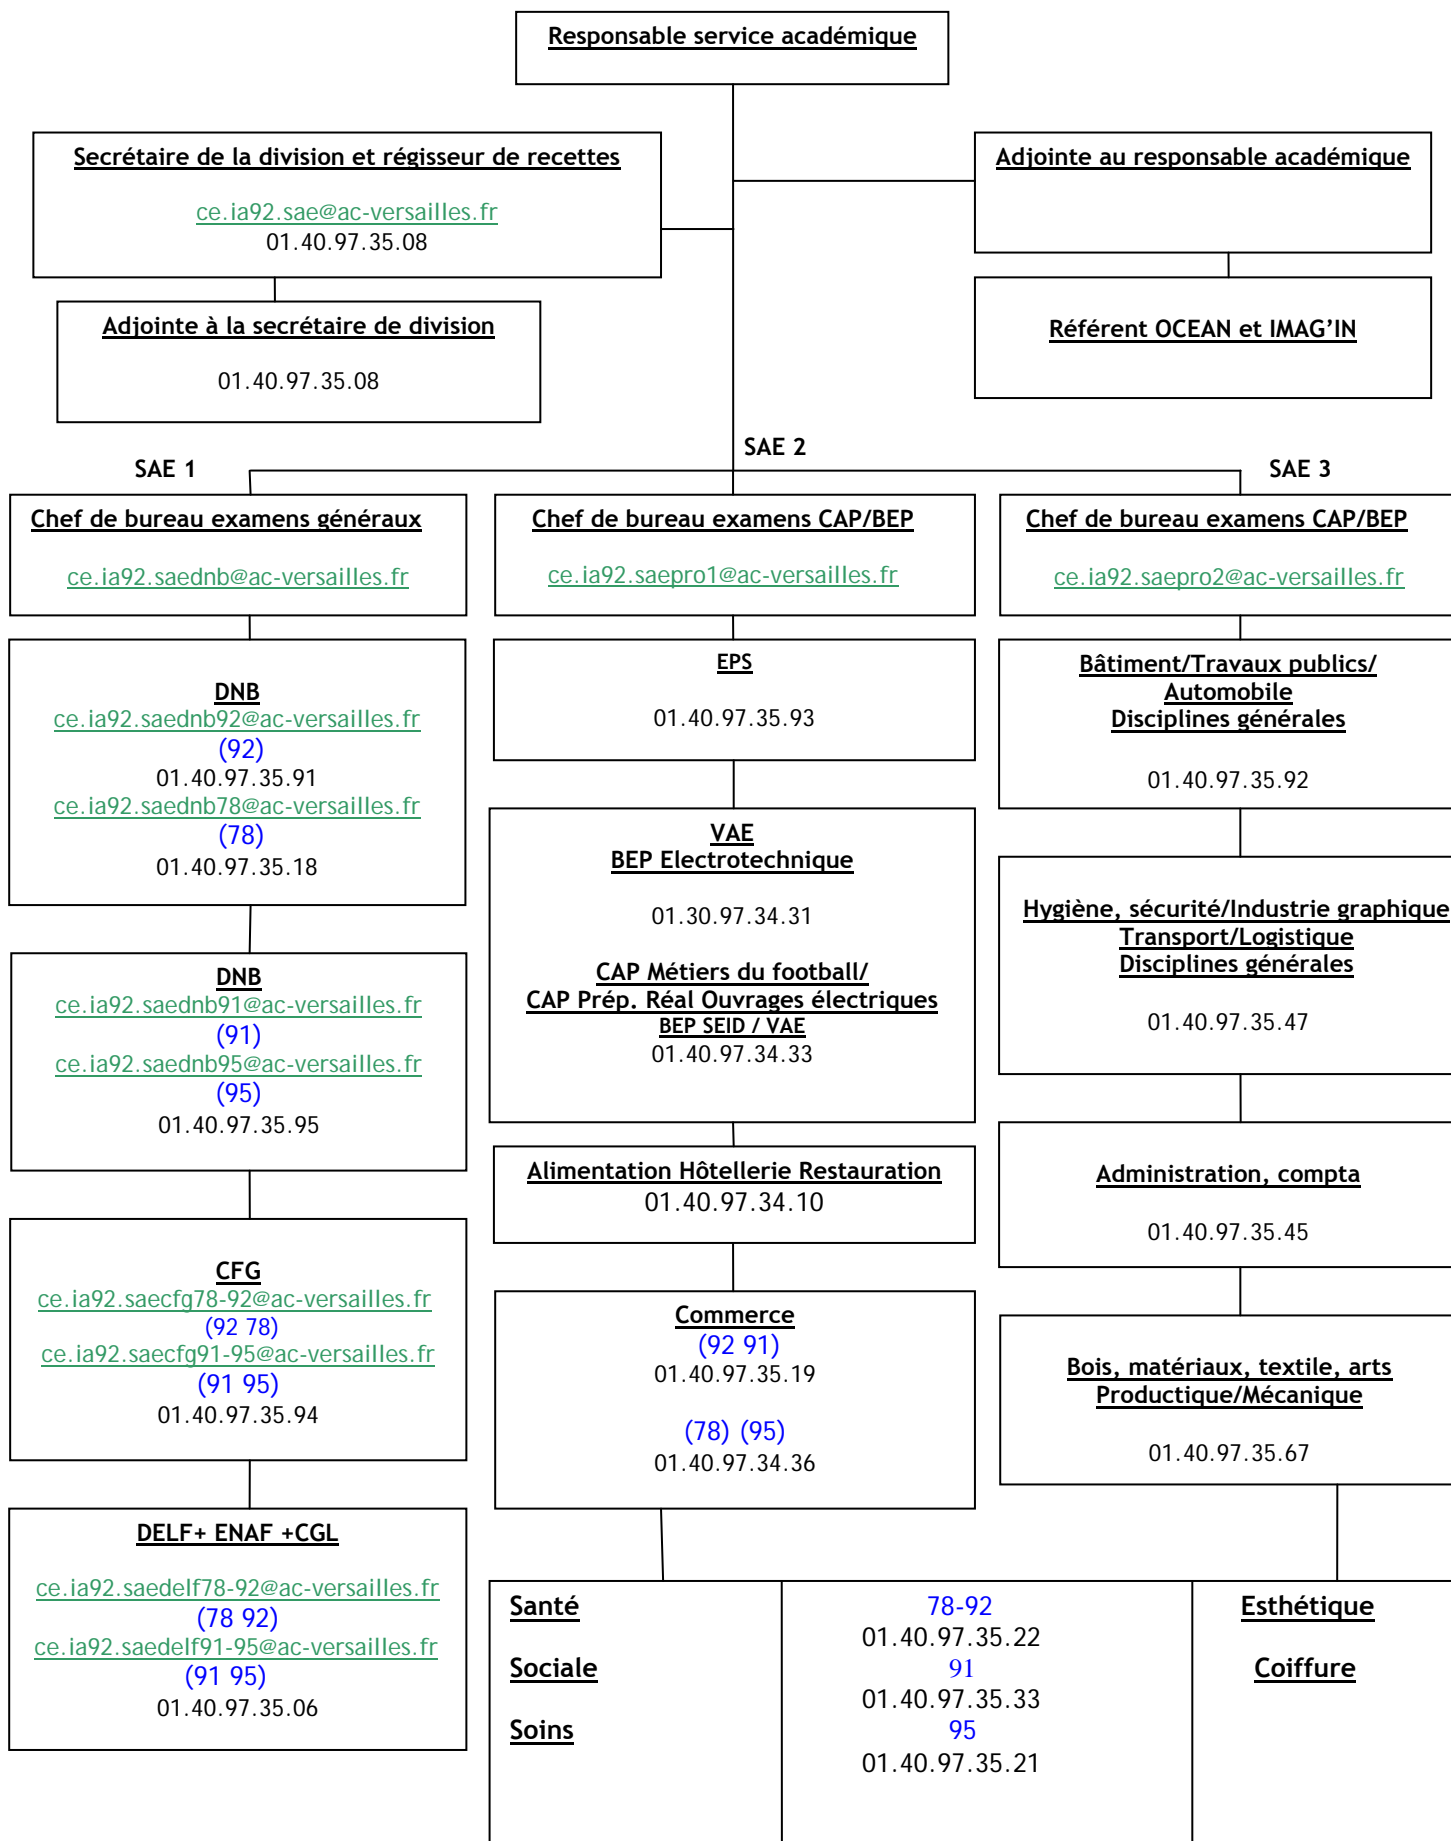 Responsable service académique
Secrétaire de la division et régisseur de recettes
ce.ia92.sae@ac-versailles.fr
01.40.97.35.08
Adjointe au responsable académique
Adjointe à la secrétaire de division
01.40.97.35.08
Référent OCEAN et IMAG'IN
SAE 1
SAE 2
SAE 3
Chef de bureau examens généraux
ce.ia92.saednb@ac-versailles.fr
DNB
ce.ia92.saednb92@ac-versailles.fr
(92)
01.40.97.35.91
ce.ia92.saednb78@ac-versailles.fr
(78)
01.40.97.35.18
DNB
ce.ia92.saednb91@ac-versailles.fr
(91)
ce.ia92.saednb95@ac-versailles.fr
(95)
01.40.97.35.95
CFG
ce.ia92.saecfg78-92@ac-versailles.fr
(92 78)
ce.ia92.saecfg91-95@ac-versailles.fr
(91 95)
01.40.97.35.94
DELF+ ENAF +CGL
ce.ia92.saedelf78-92@ac-versailles.fr
(78 92)
ce.ia92.saedelf91-95@ac-versailles.fr
(91 95)
01.40.97.35.06
Chef de bureau examens CAP/BEP
ce.ia92.saepro1@ac-versailles.fr
EPS
01.40.97.35.93
VAE
BEP Electrotechnique
01.30.97.34.31
CAP Métiers du football/
CAP Prép. Réal Ouvrages électriques
BEP SEID / VAE
01.40.97.34.33
Alimentation Hôtellerie Restauration
01.40.97.34.10
Commerce
(92 91)
01.40.97.35.19
(78) (95)
01.40.97.34.36
Chef de bureau examens CAP/BEP
ce.ia92.saepro2@ac-versailles.fr
Bâtiment/Travaux publics/
Automobile
Disciplines générales
01.40.97.35.92
Hygiène, sécurité/Industrie graphique
Transport/Logistique
Disciplines générales
01.40.97.35.47
Administration, compta
01.40.97.35.45
Bois, matériaux, textile, arts
Productique/Mécanique
01.40.97.35.67
Santé
Sociale
Soins
78-92
01.40.97.35.22
91
01.40.97.35.33
95
01.40.97.35.21
Esthétique
Coiffure